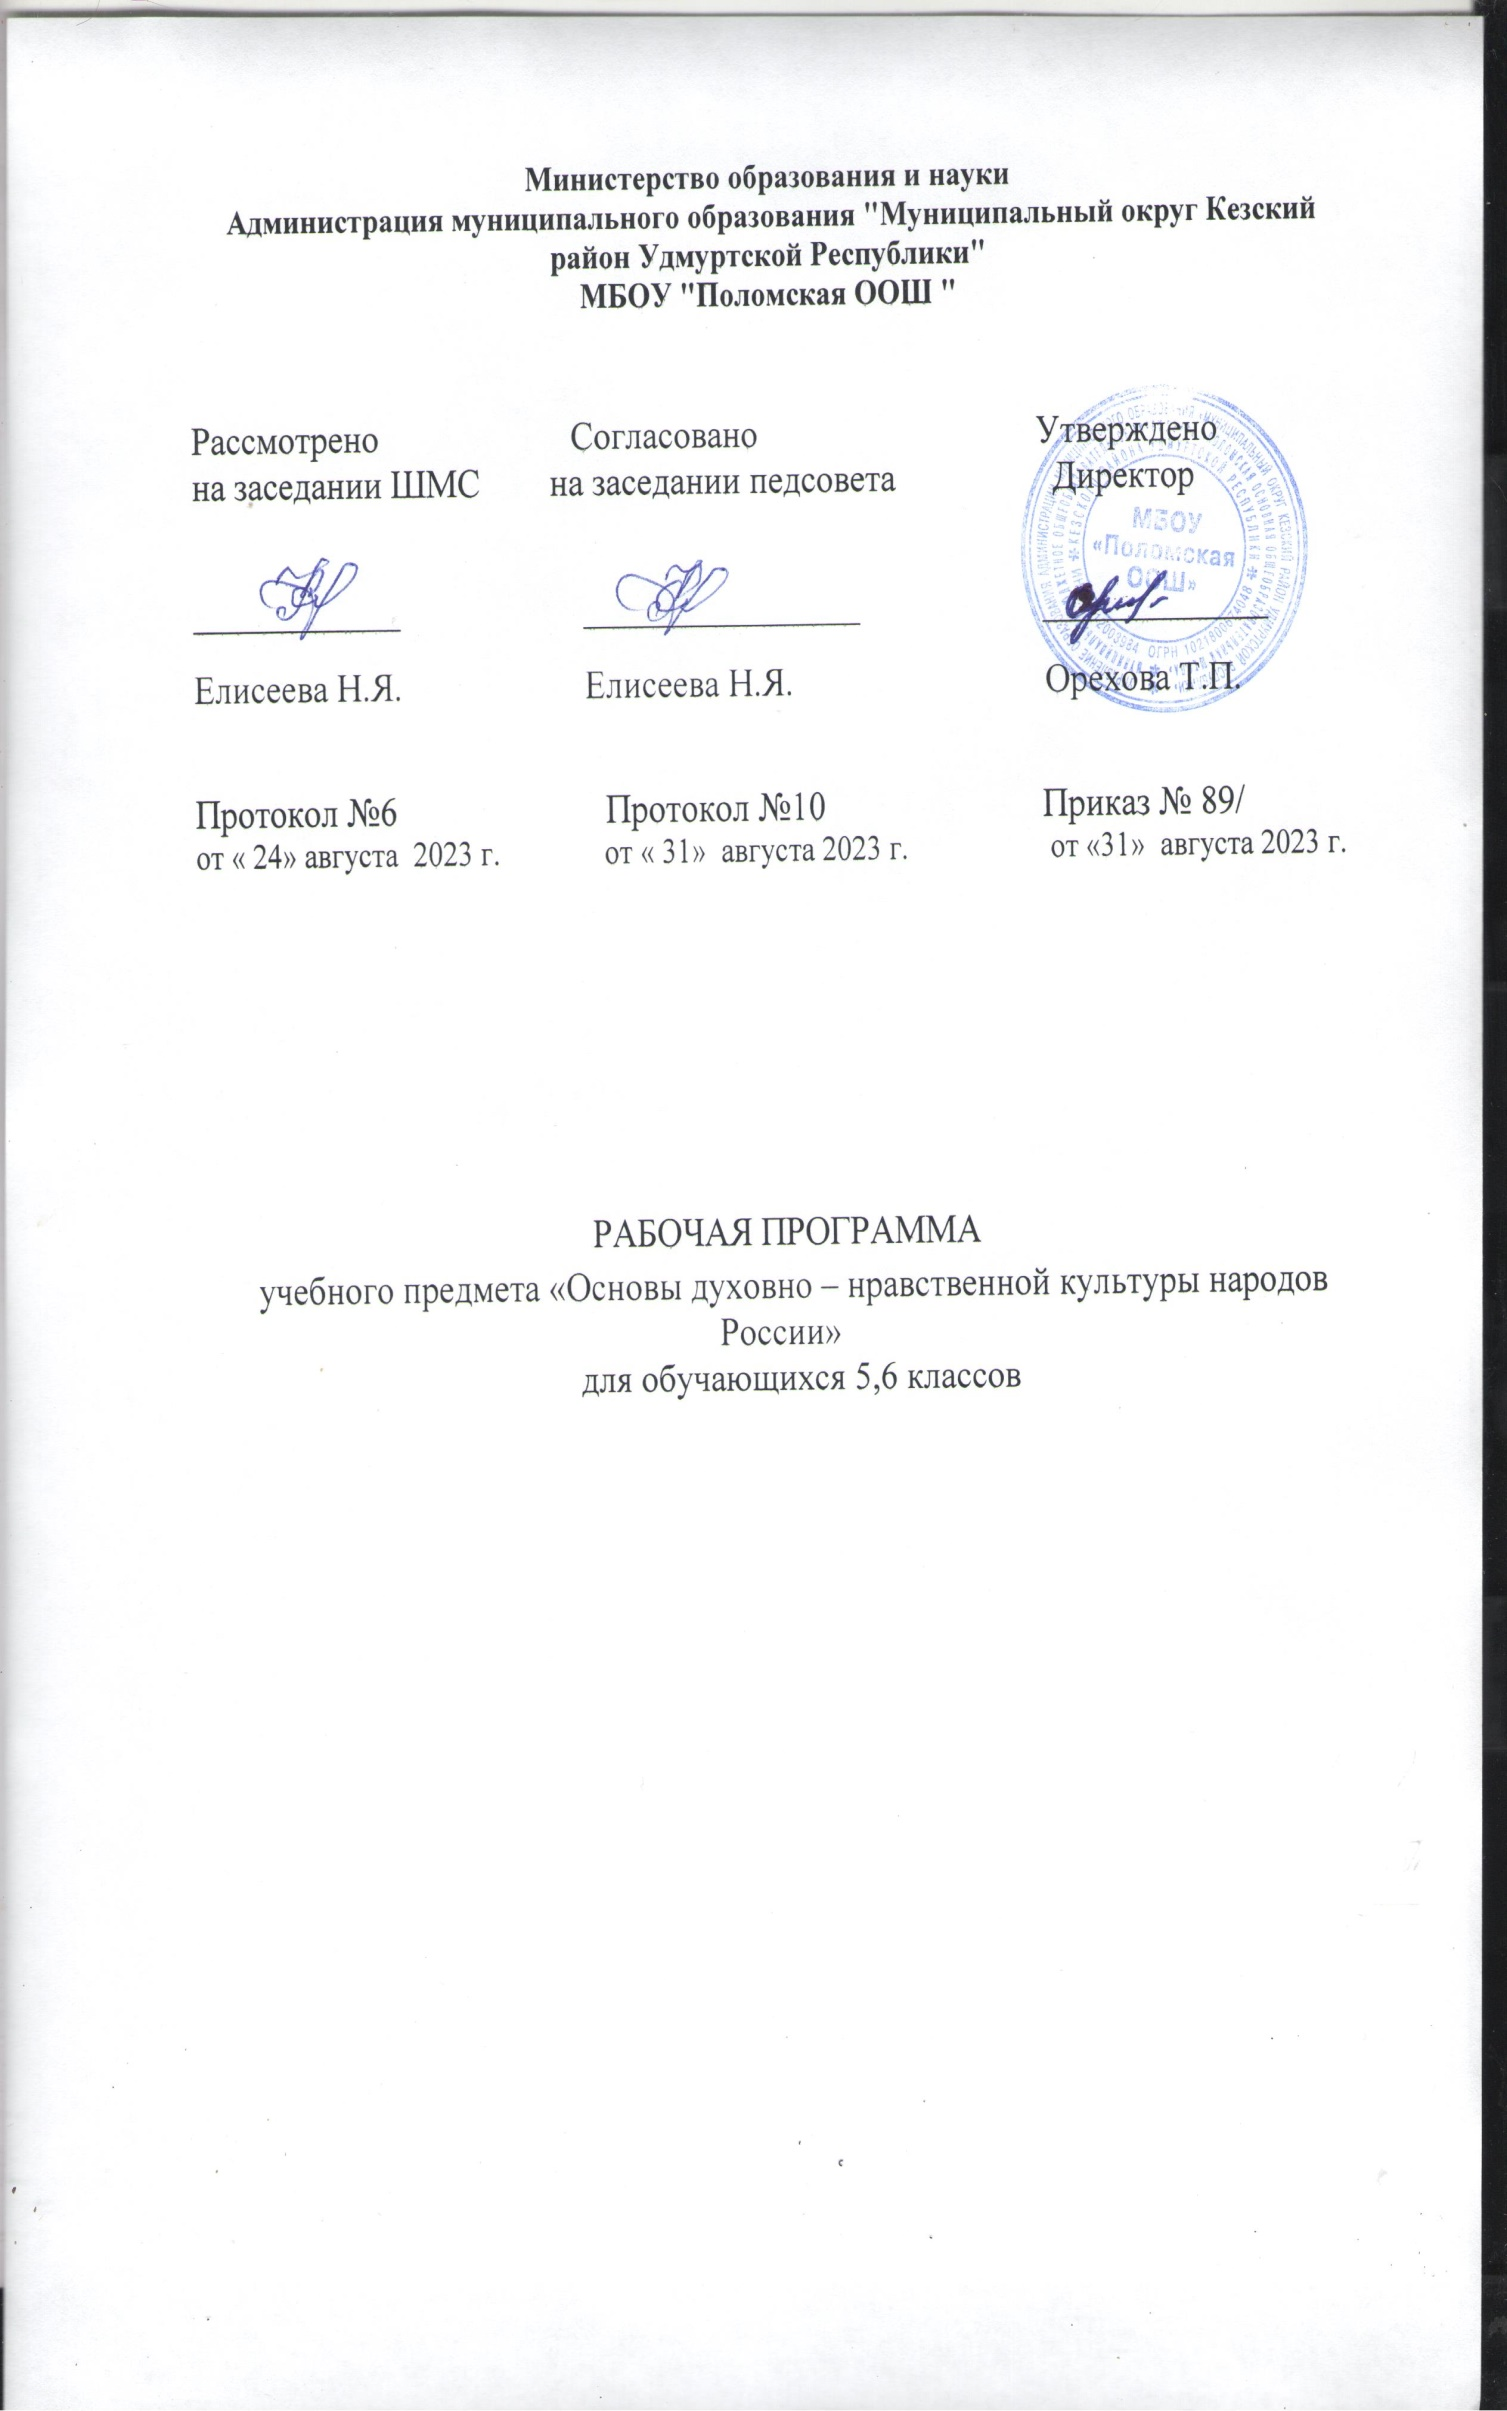 Министерство образования и науки
Администрация муниципального образования "Муниципальный округ Кезский
район Удмуртской Республики"
МБОУ "Поломская ООШ "
Рассмотрено
на заседании ШМС
Елисеева Н.Я.
Протокол №6
от « 24» августа  2023 г.
Согласовано
на заседании педсовета
Елисеева Н.Я.
Протокол №10
от « 31»  августа 2023 г.
Утверждено
Директор
МБОУ
«Поломская
ООШ»
Орехова Т.П.
Приказ № 89/
от «31»  августа 2023 г.
РАБОЧАЯ ПРОГРАММА
учебного предмета «Основы духовно – нравственной культуры народов
России»
для обучающихся 5,6 классов